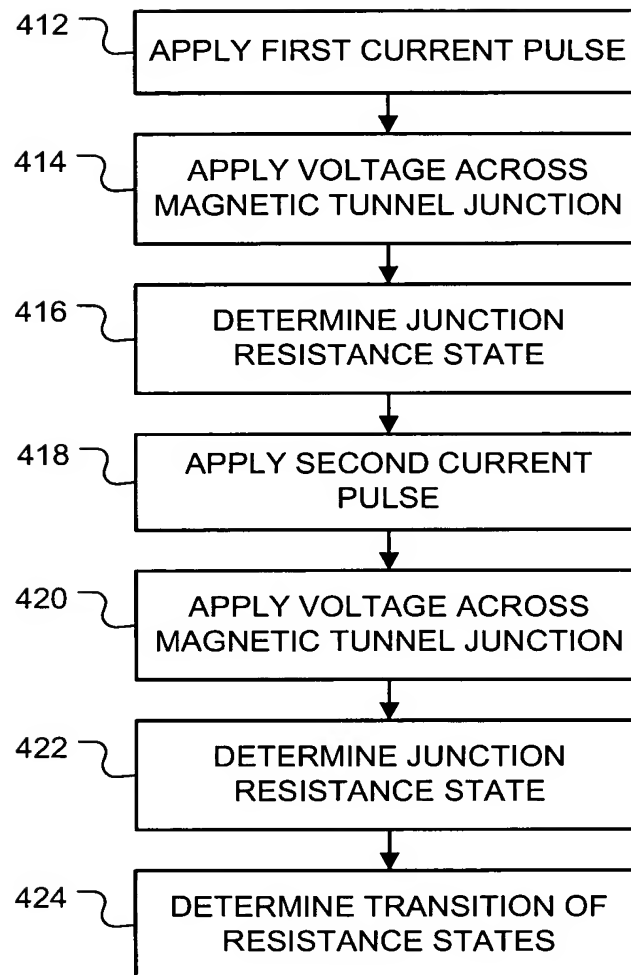 412
APPLY FIRST CURRENT PULSE
414
APPLY VOLTAGE ACROSS
MAGNETIC TUNNEL JUNCTION
416
DETERMINE JUNCTION
RESISTANCE STATE
418
APPLY SECOND CURRENT
PULSE
420
APPLY VOLTAGE ACROSS
MAGNETIC TUNNEL JUNCTION
422
DETERMINE JUNCTION
RESISTANCE STATE
424
DETERMINE TRANSITION OF
RESISTANCE STATES